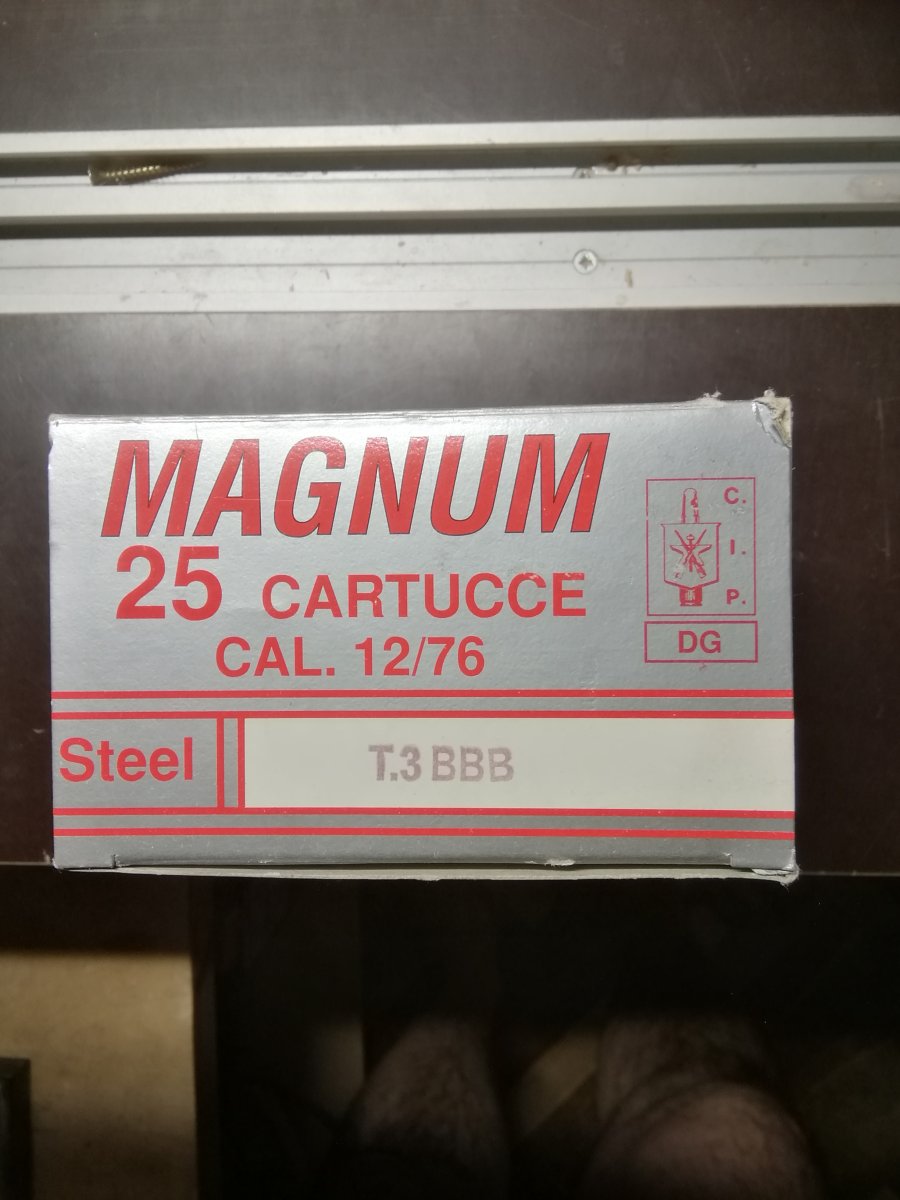 MAGNUM
25 CARTUCCE
CAL. 12/76
C.
I.
P.
DG
Steel
T.3 BBB